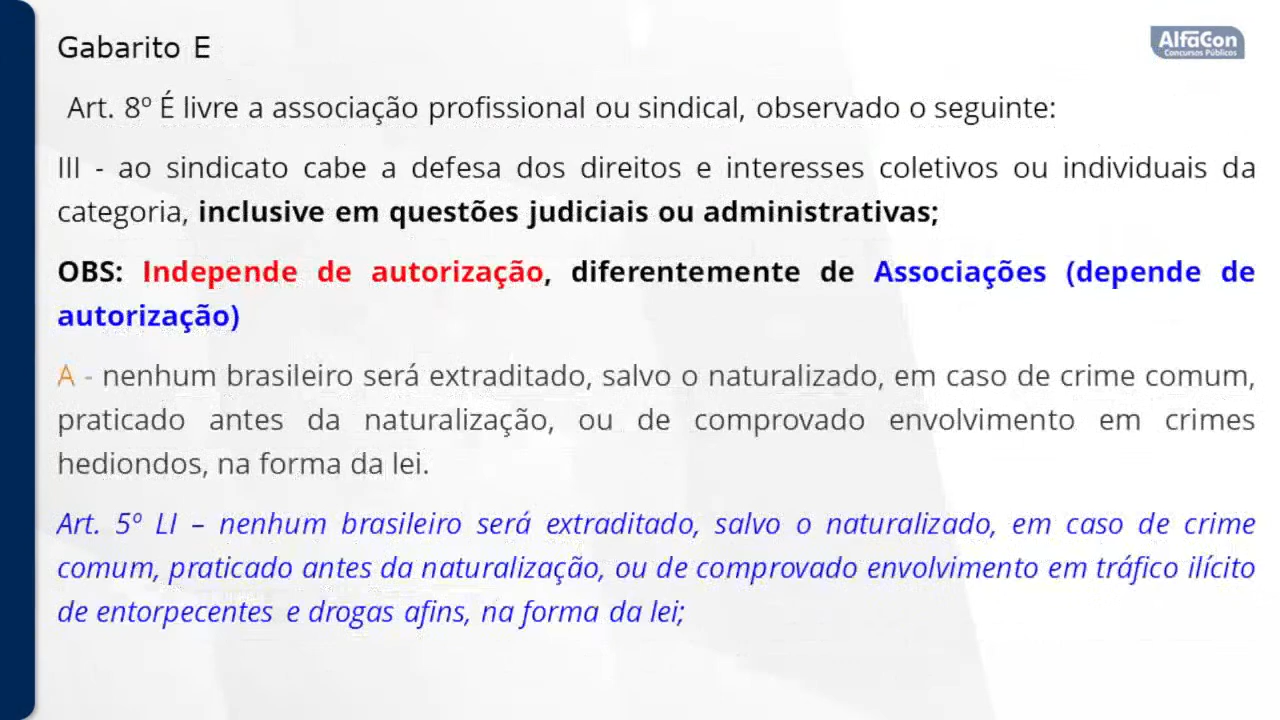 Gabarito E
AlfaCon
Concursos Públicos
Art. 8º É livre a associação profissional ou sindical, observado o seguinte:
III - ao sindicato cabe a defesa dos direitos e interesses coletivos ou individuais da
categoria, inclusive em questões judiciais ou administrativas;
OBS: Independe de autorização, diferentemente de Associações (depende de
autorização)
A - nenhum brasileiro será extraditado, salvo o naturalizado, em caso de crime comum,
praticado antes da naturalização, ou de comprovado envolvimento em crimes
hediondos, na forma da lei.
Art. 5º LI – nenhum brasileiro será extraditado, salvo o naturalizado, em caso de crime
comum, praticado antes da naturalização, ou de comprovado envolvimento em tráfico ilícito
de entorpecentes e drogas afins, na forma da lei;